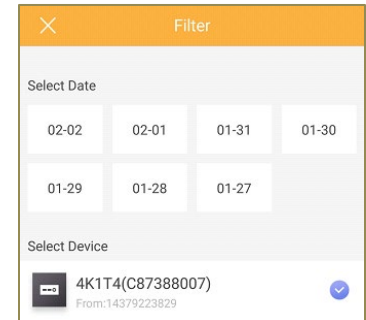 Filter
Select Date
02-02 02-01 01-31 01-30
01-29 01-28 01-27
Select Device
4K1T4(C87388007)
From:14379223829